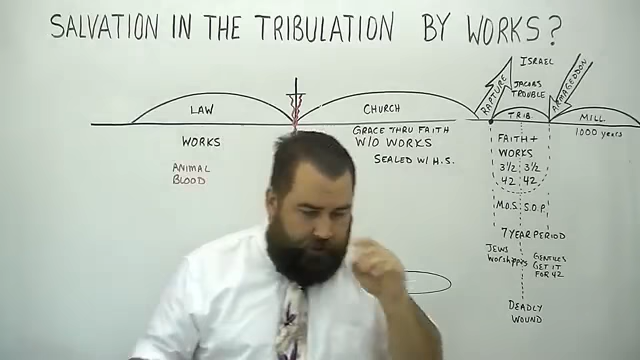 SALVATION IN THE TRIBULATION BY WORKS?
LAW
WORKS
ANIMAL
BLOOD
CHURCH
GRACE THRU FAITH
W/O WORKS
SEALED W/ H.S.
RAPTURE
ISRAEL
JACOBS
TROUBLE
ARMAGEDDON
TRIB
MILL.
1000 years
FAITH +
WORKS
3½ 3½
42 42
M.O.S. S.O.P.
7 YEAR PERIOD
JEWS
WORSHIP
GENTILES
GET IT
FOR 42
DEADLY
WOUND